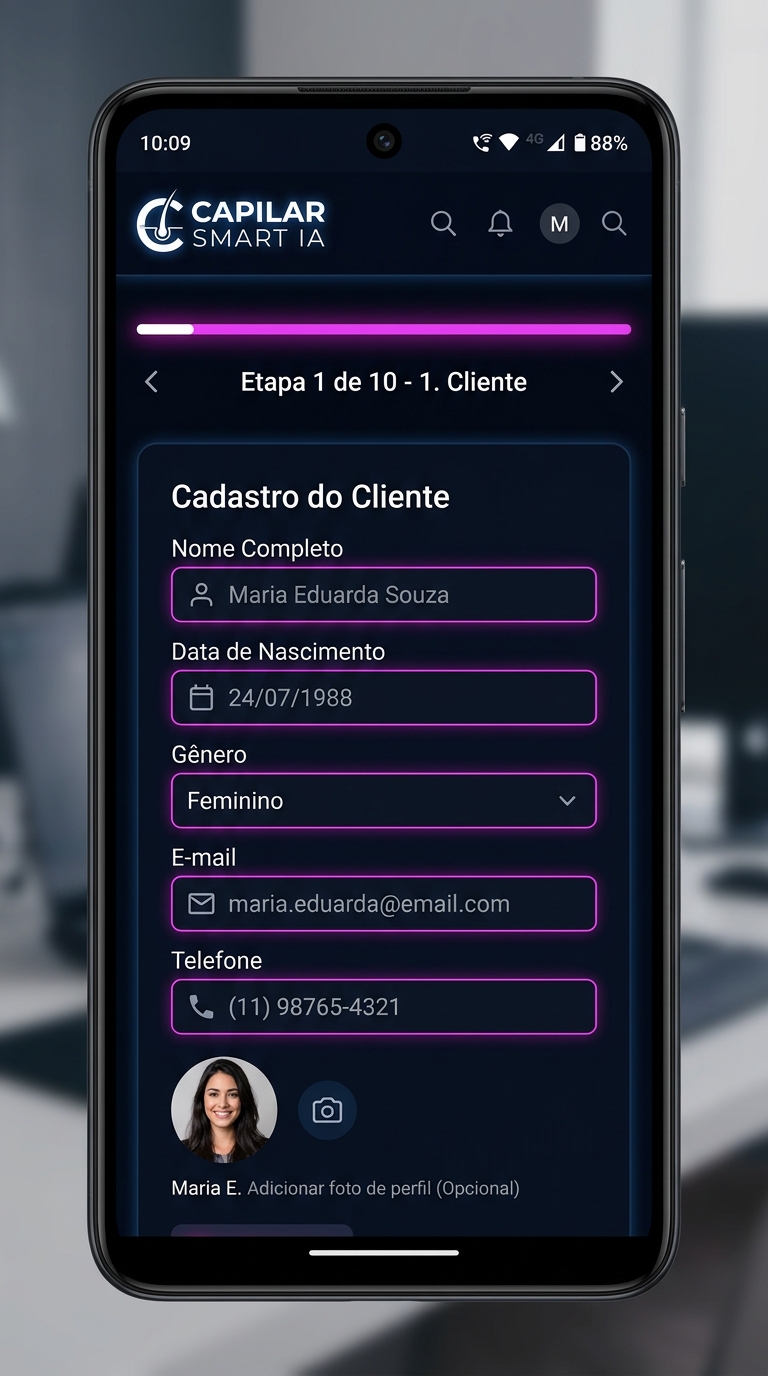 10:09
4G
88%
CAPILAR
SMART IA
M
Etapa 1 de 10 - 1. Cliente
Cadastro do Cliente
Nome Completo
Maria Eduarda Souza
Data de Nascimento
24/07/1988
Gênero
Feminino
E-mail
maria.eduarda@email.com
Telefone
(11) 98765-4321
Maria E. Adicionar foto de perfil (Opcional)